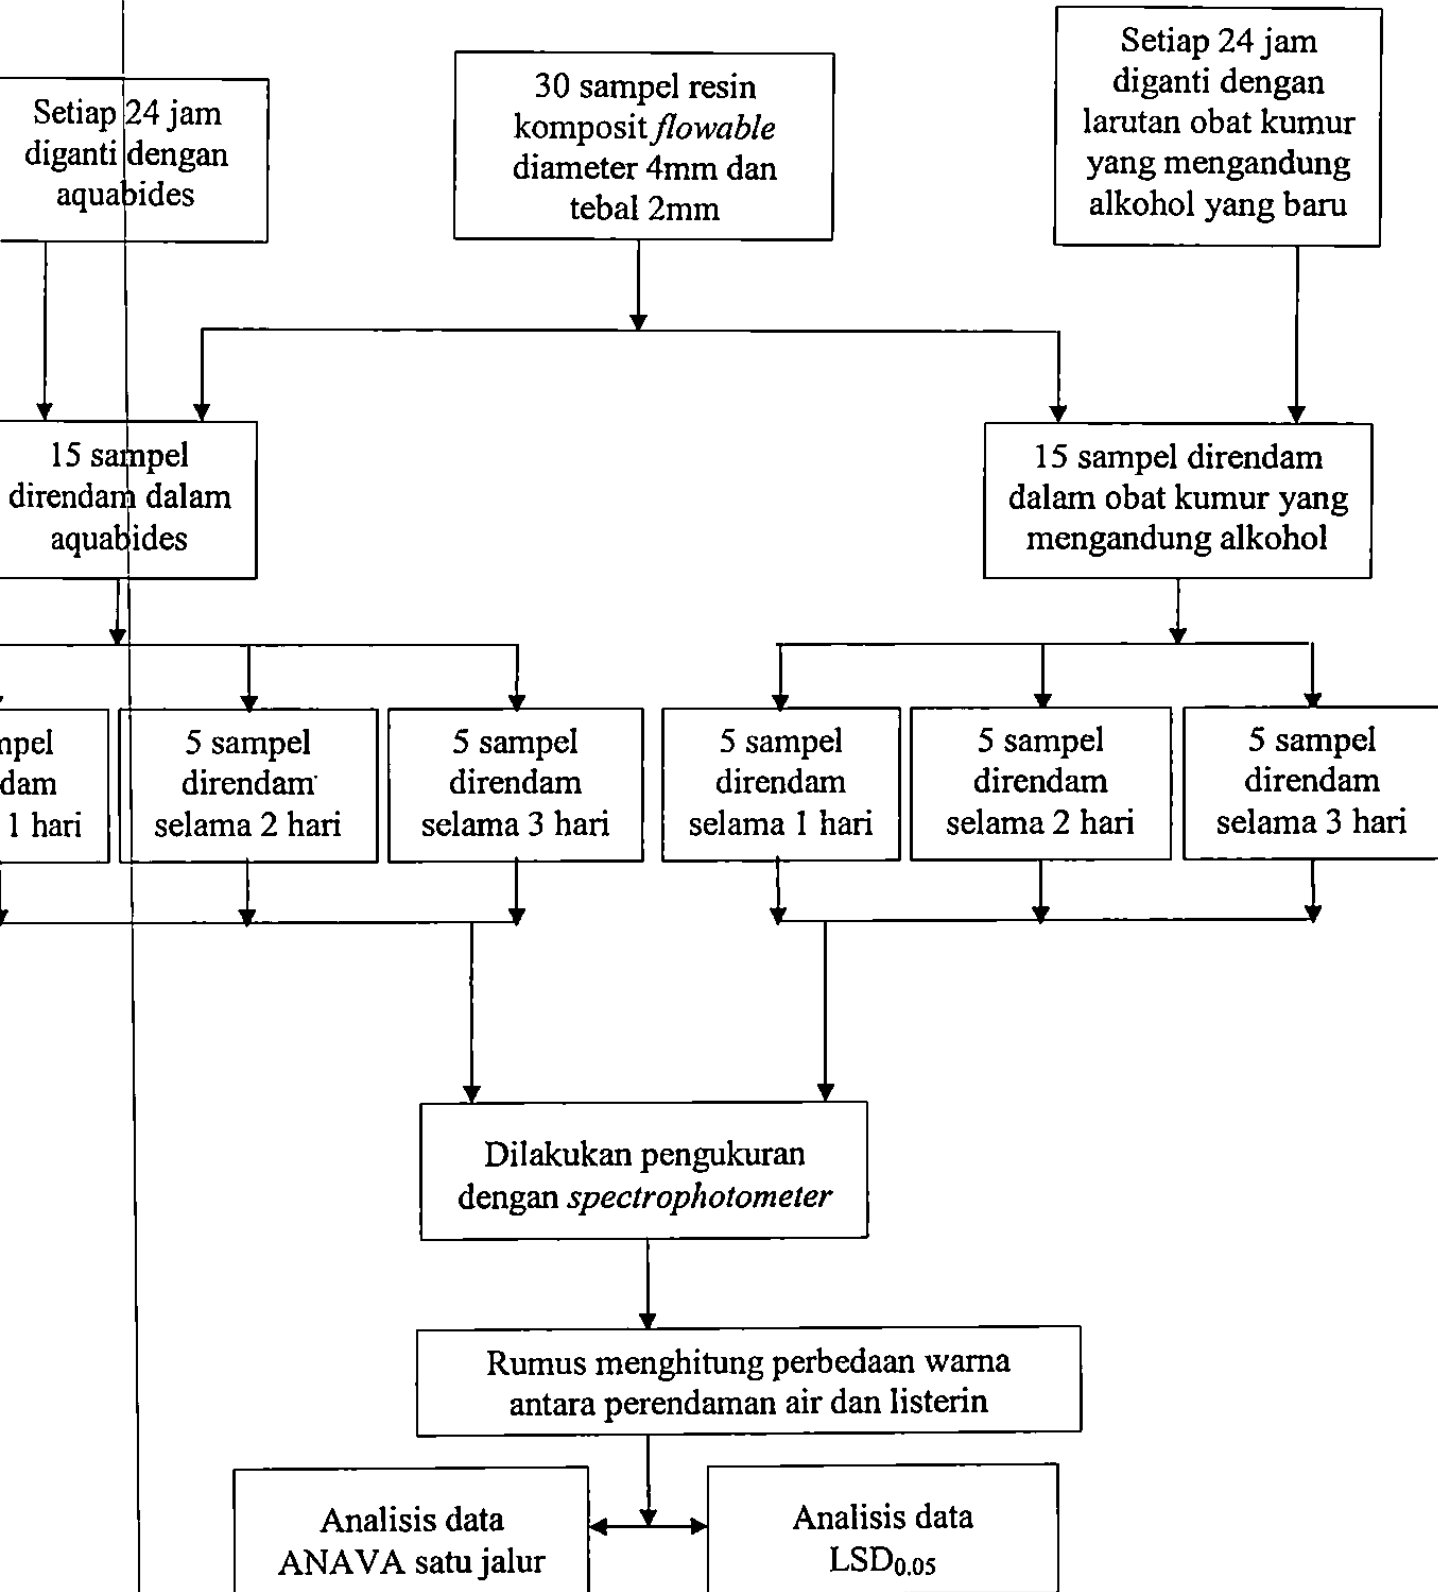 Setiap 24 jam
diganti dengan
aquabides
30 sampel resin
komposit flowable
diameter 4mm dan
tebal 2mm
Setiap 24 jam
diganti dengan
larutan obat kumur
yang mengandung
alkohol yang baru
15 sampel
direndam dalam
aquabides
15 sampel direndam
dalam obat kumur yang
mengandung alkohol
1 hari
5 sampel
direndam
selama 2 hari
5 sampel
direndam
selama 3 hari
5 sampel
direndam
selama 1 hari
5 sampel
direndam
selama 2 hari
5 sampel
direndam
selama 3 hari
Dilakukan pengukuran
dengan spectrophotometer
Rumus menghitung perbedaan warna
antara perendaman air dan listerin
Analisis data
ANAVA satu jalur
Analisis data
LSD0.05